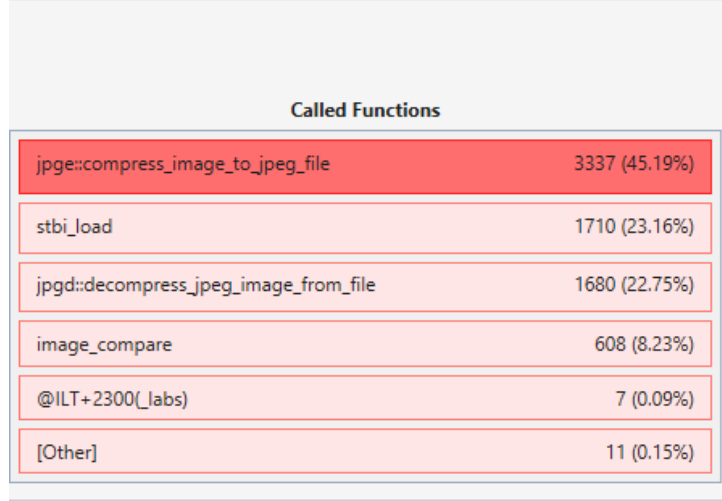 Called Functions
jpge::compress_image_to_jpeg_file 3337 (45.19%)
stbi_load 1710 (23.16%)
jpgd::decompress_jpeg_image_from_file 1680 (22.75%)
image_compare 608 (8.23%)
@ILT+2300(_labs) 7 (0.09%)
[Other] 11 (0.15%)